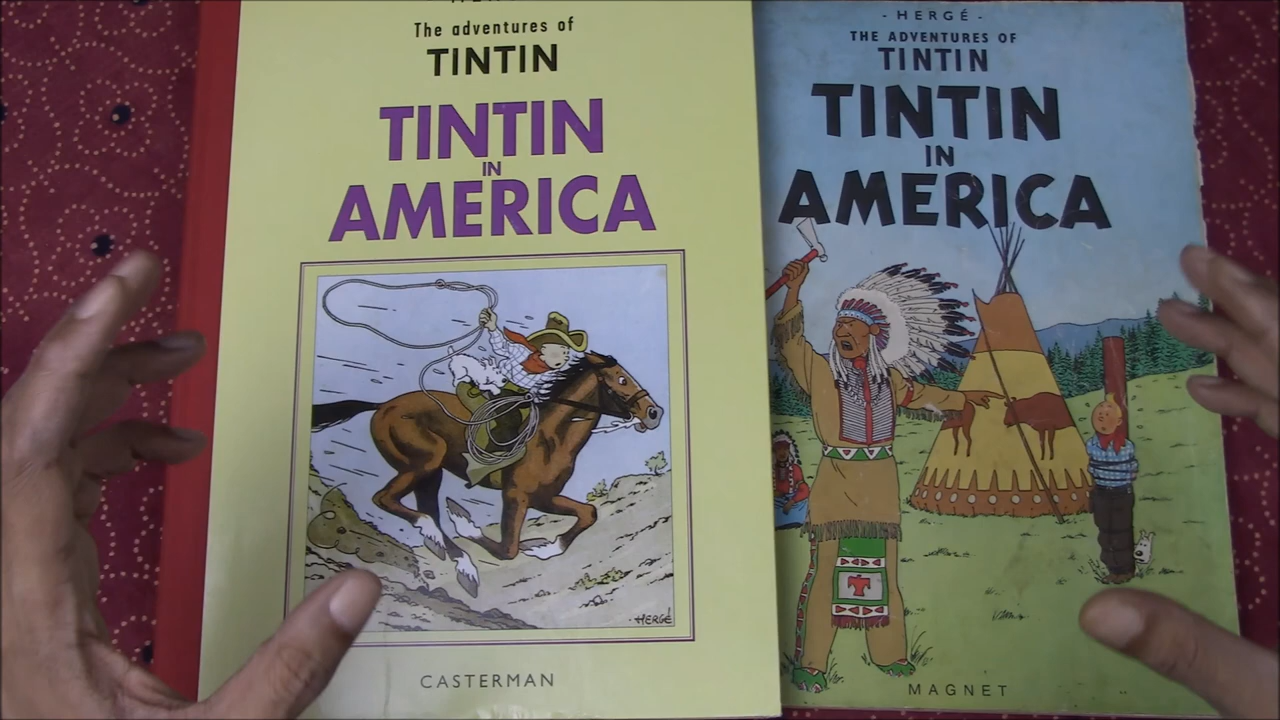 The adventures of
TINTIN
TINTIN
IN
AMERICA
HERGÉ
CASTERMAN
- HERGÉ -
THE ADVENTURES OF
TINTIN
TINTIN
IN
AMERICA
MAGNET